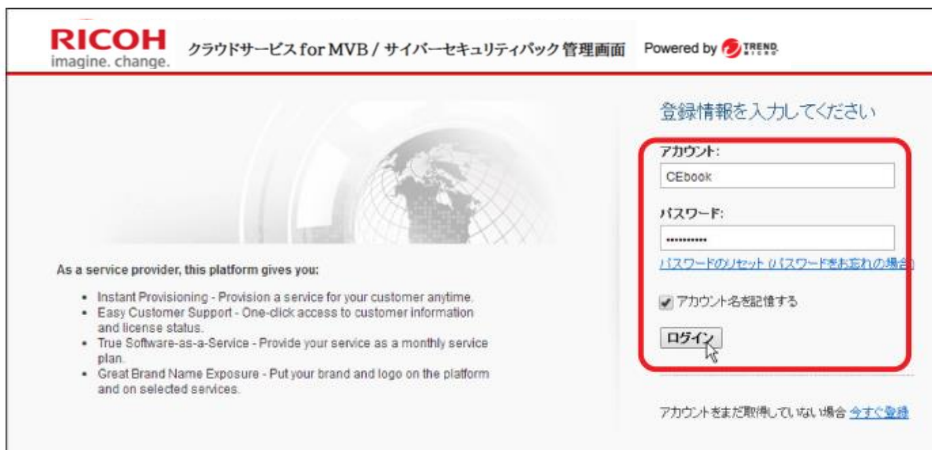 RICOH
imagine. change.
クラウドサービス for MVB / サイバーセキュリティパック 管理画面
Powered by TREND MICRO
登録情報を入力してください
アカウント:
CEbook
パスワード:
••••••••••
パスワードのリセット (パスワードをお忘れの場合)
アカウント名を記憶する
ログイン
As a service provider, this platform gives you:
• Instant Provisioning - Provision a service for your customer anytime.
• Easy Customer Support - One-click access to customer information
and license status.
• True Software-as-a-Service - Provide your service as a monthly service
plan.
• Great Brand Name Exposure - Put your brand and logo on the platform
and on selected services.
アカウントをまだ取得していない場合 今すぐ登録